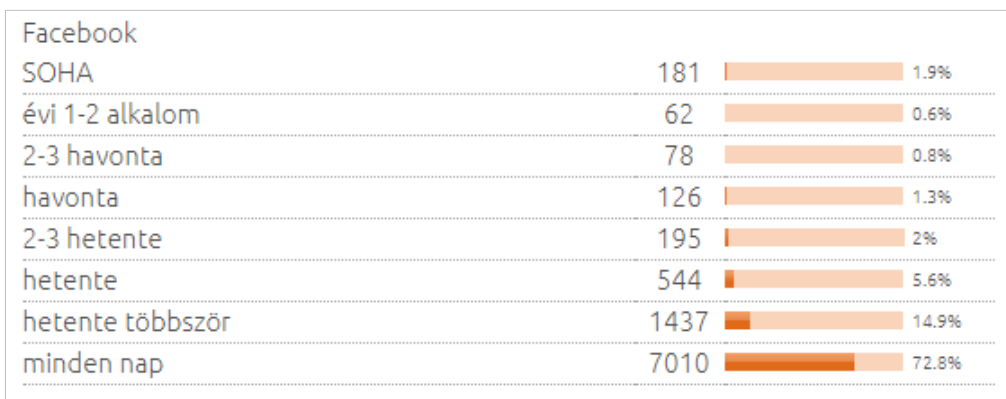 Facebook
SOHA 181 1.9%
évi 1-2 alkalom 62 0.6%
2-3 havonta 78 0.8%
havonta 126 1.3%
2-3 hetente 195 2%
hetente 544 5.6%
hetente többször 1437 14.9%
minden nap 7010 72.8%